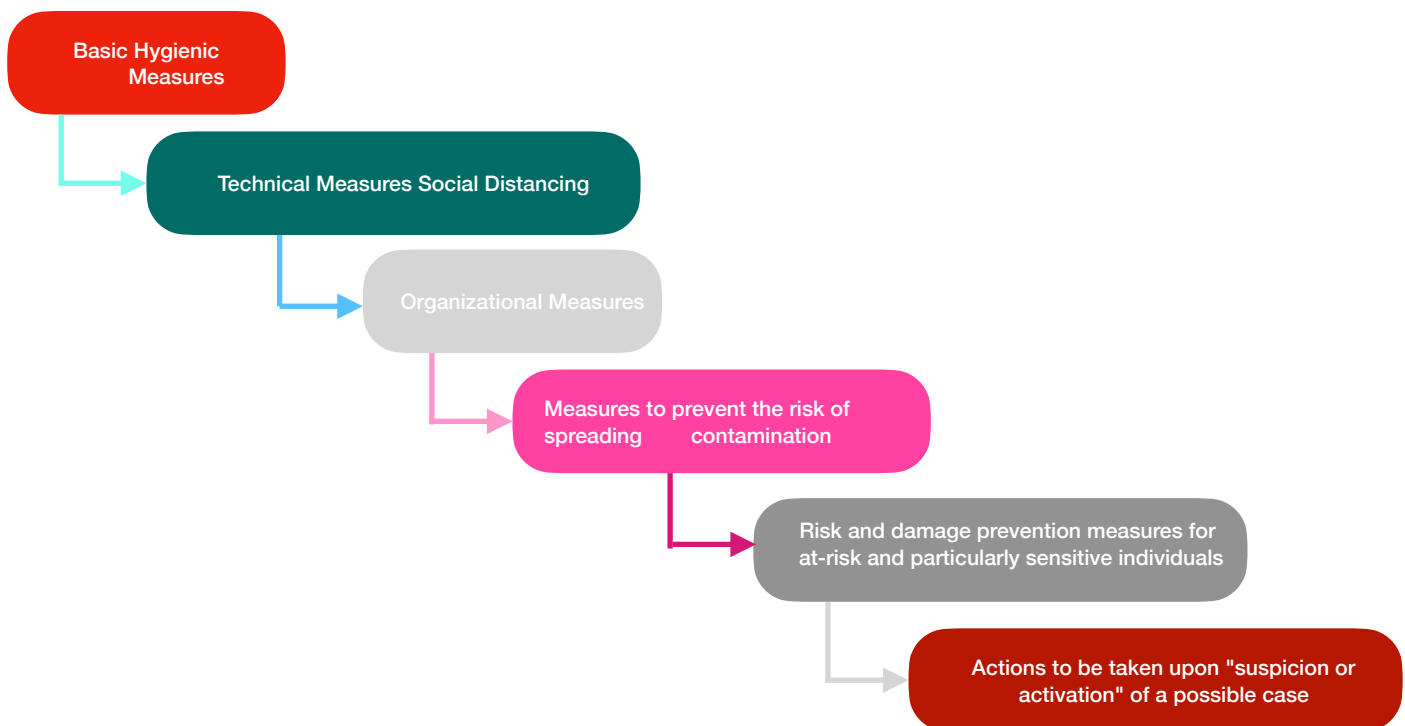 Basic Hygienic
Measures
Technical Measures Social Distancing
Organizational Measures
Measures to prevent the risk of
spreading contamination
Risk and damage prevention measures for
at-risk and particularly sensitive individuals
Actions to be taken upon "suspicion or
activation" of a possible case